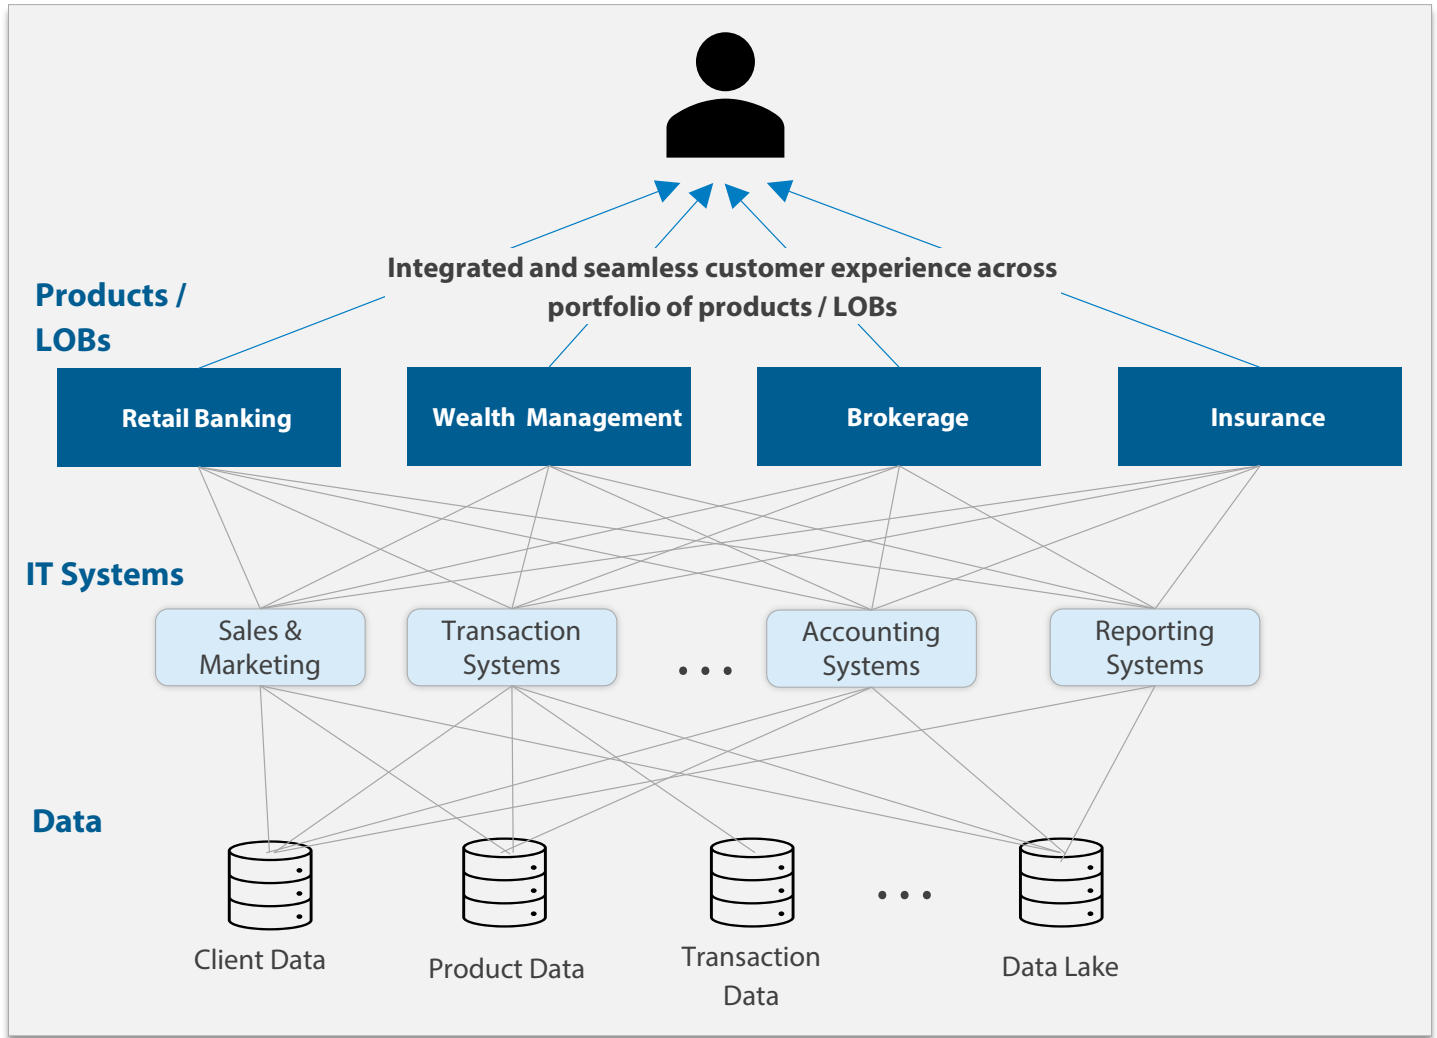 Integrated and seamless customer experience across
portfolio of products / LOBs
Products /
LOBs
Retail Banking
Wealth Management
Brokerage
Insurance
IT Systems
Sales &
Marketing
Transaction
Systems
...
Accounting
Systems
Reporting
Systems
Data
Client Data
Product Data
Transaction
Data
...
Data Lake